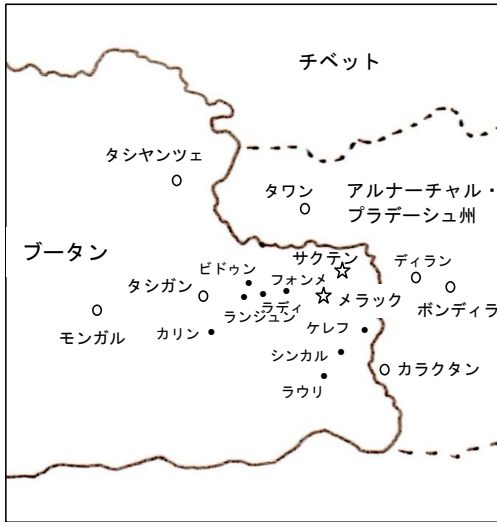 チベット
タシヤンツェ
タワン
アルナーチャル・
プラデーシュ州
ブータン
サクテン
ディラン
ビドゥン
フォンメ
タシガン
ラディ
メラック
ボンディラ
ランジュン
モンガル
カリン
ケレフ
シンカル
カラクタン
ラウリ